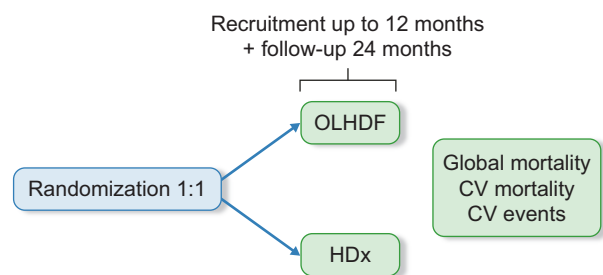 Recruitment up to 12 months
+ follow-up 24 months
OLHDF
Randomization 1:1
Global mortality
CV mortality
CV events
HDx